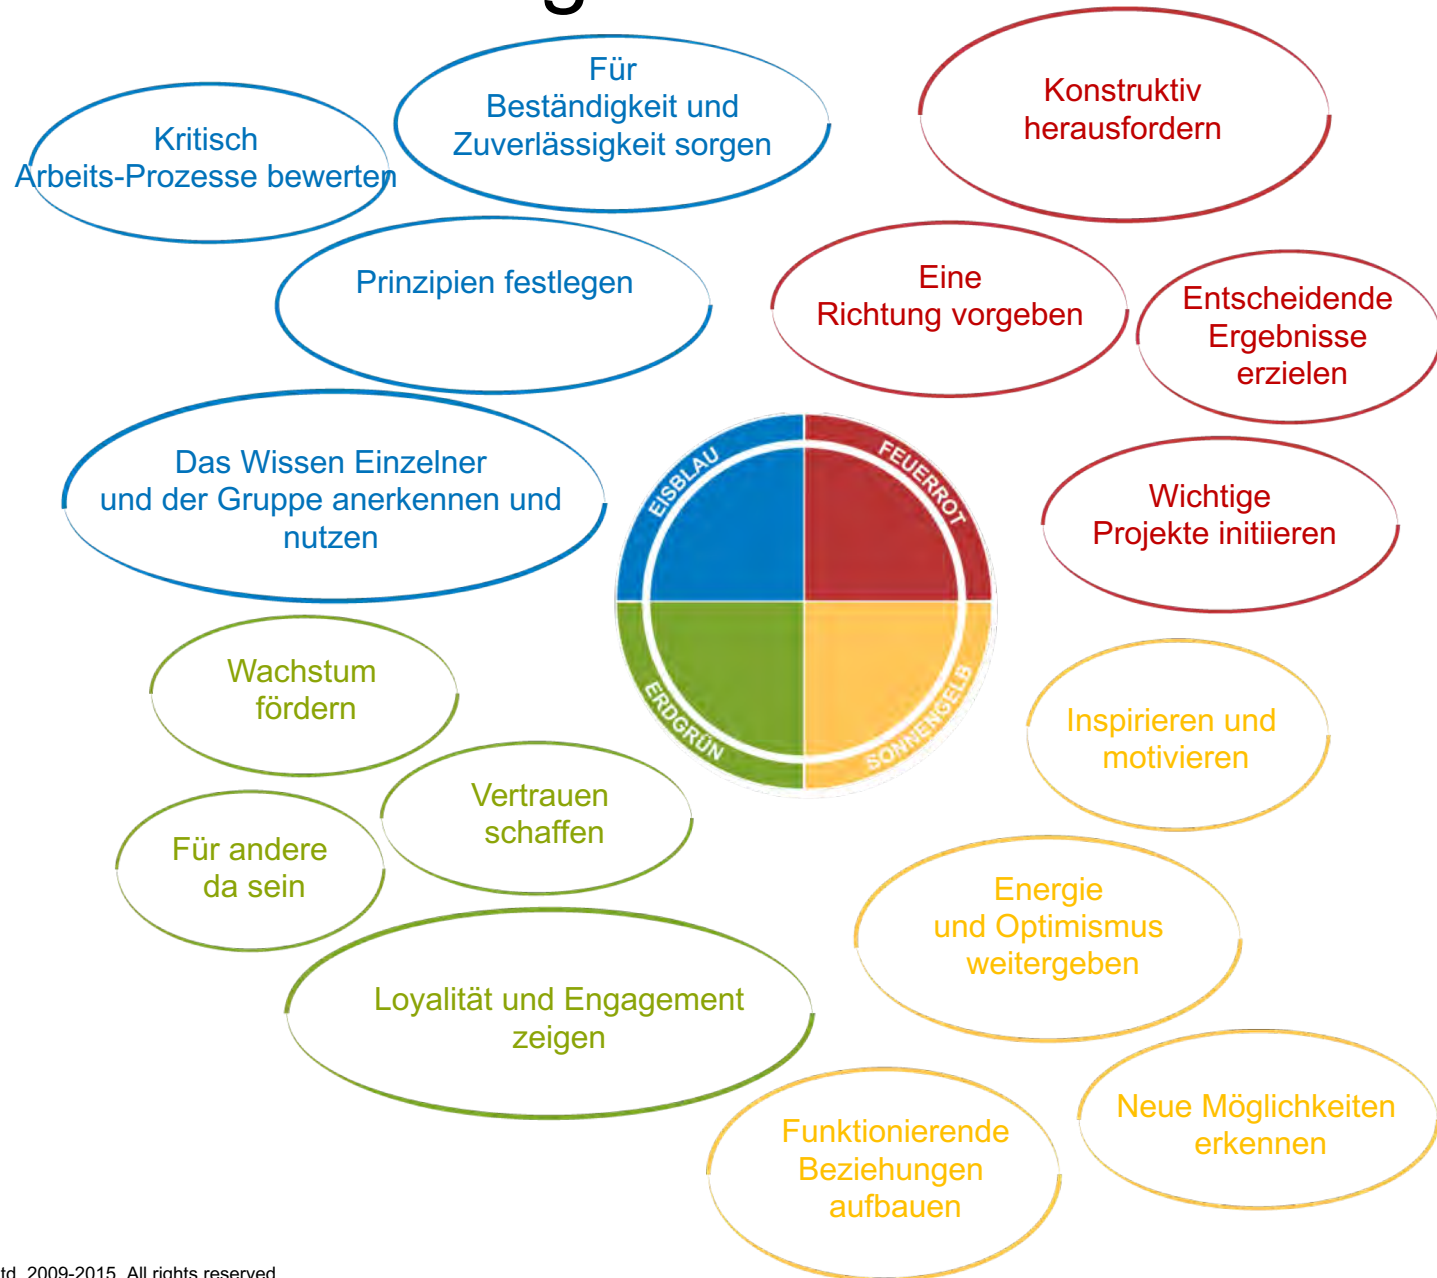 Für
Beständigkeit und
Zuverlässigkeit sorgen
Kritisch
Arbeits-Prozesse bewerten
Prinzipien festlegen
Das Wissen Einzelner
und der Gruppe anerkennen und
nutzen
Konstruktiv
herausfordern
Eine
Richtung vorgeben
Entscheidende
Ergebnisse
erzielen
Wichtige
Projekte initiieren
EISBLAU
FEUERROT
ERDGRÜN
SONNENGELB
Wachstum
fördern
Vertrauen
schaffen
Für andere
da sein
Loyalität und Engagement
zeigen
Inspirieren und
motivieren
Energie
und Optimismus
weitergeben
Neue Möglichkeiten
erkennen
Funktionierende
Beziehungen
aufbauen
td, 2009-2015. All rights reserved